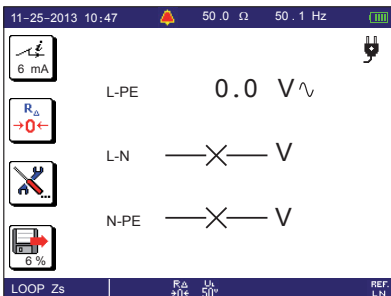 11-25-2013 10:47 50.0 Ω 50.1 Hz
i
6 mA
L-PE 0.0 V
RΔ
→0←
L-N V
...
N-PE V
6 %
LOOP Zs RΔ →0← UL 50V REF. LN